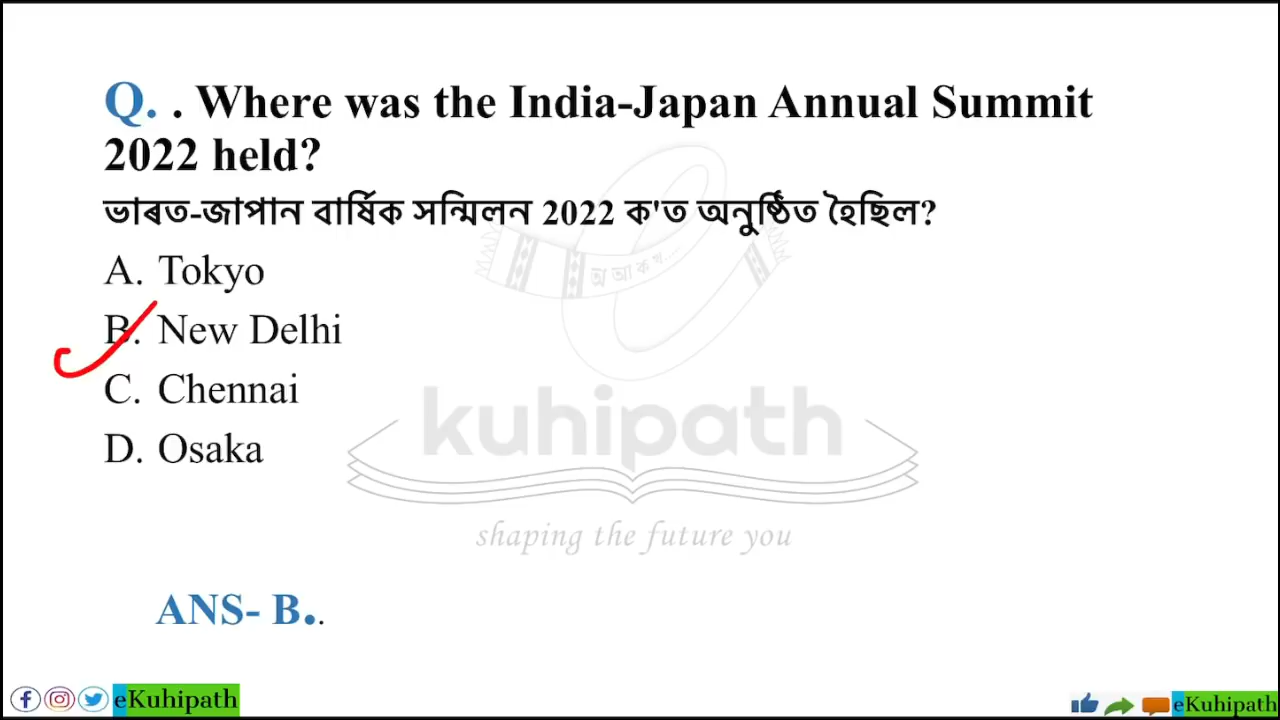 Q. . Where was the India-Japan Annual Summit
2022 held?
ভাৰত-জাপান বাৰ্ষিক সন্মিলন 2022 ক'ত অনুষ্ঠিত হৈছিল?
A. Tokyo
B. New Delhi
C. Chennai
D. Osaka
অ আ ক খ....
kuhipath
shaping the future you
ANS- B..
eKuhipath
eKuhipath